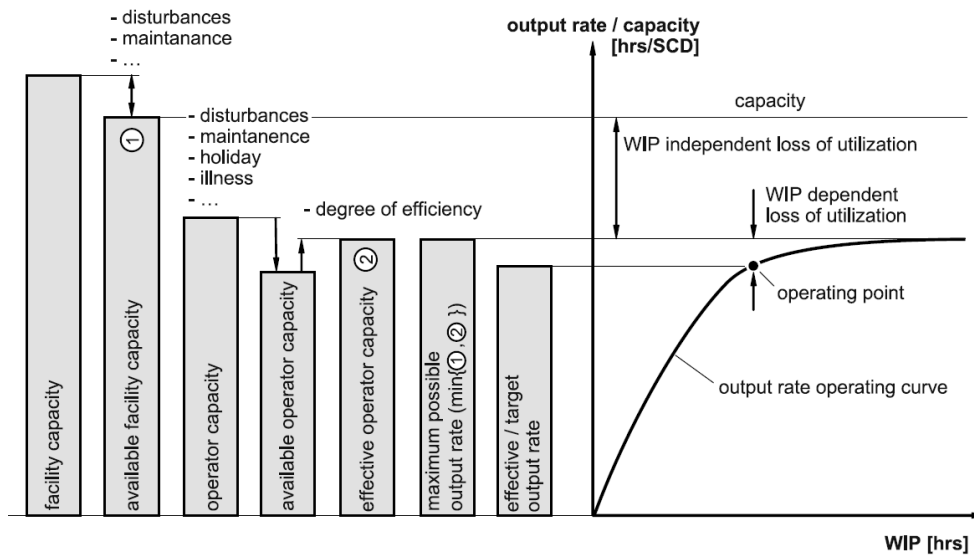 - disturbances
- maintanance
- ...
- disturbances
- maintanence
- holiday
- illness
- ...
- degree of efficiency
facility capacity
available facility capacity
①
operator capacity
available operator capacity
effective operator capacity
②
maximum possible
output rate (min{①,②})
effective / target
output rate
output rate / capacity
[hrs/SCD]
capacity
WIP independent loss of utilization
WIP dependent
loss of utilization
operating point
output rate operating curve
WIP [hrs]